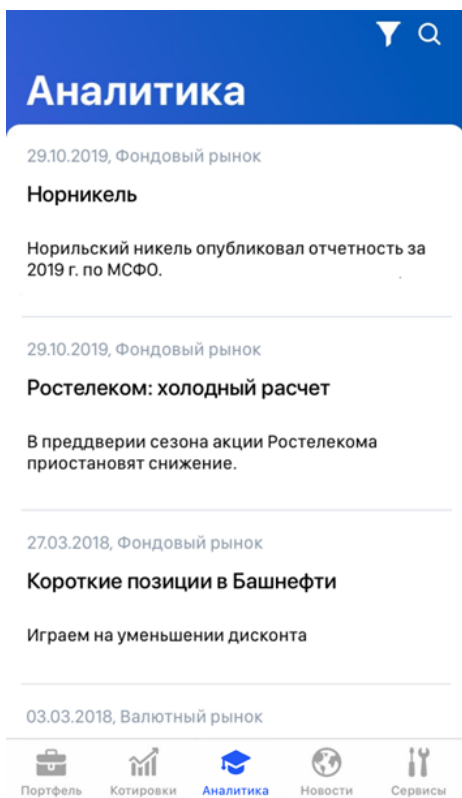 Аналитика
29.10.2019, Фондовый рынок
Норникель
Норильский никель опубликовал отчетность за
2019 г. по МСФО.
29.10.2019, Фондовый рынок
Ростелеком: холодный расчет
В преддверии сезона акции Ростелекома
приостановят снижение.
27.03.2018, Фондовый рынок
Короткие позиции в Башнефти
Играем на уменьшении дисконта
03.03.2018, Валютный рынок
Портфель Котировки Аналитика Новости Сервисы